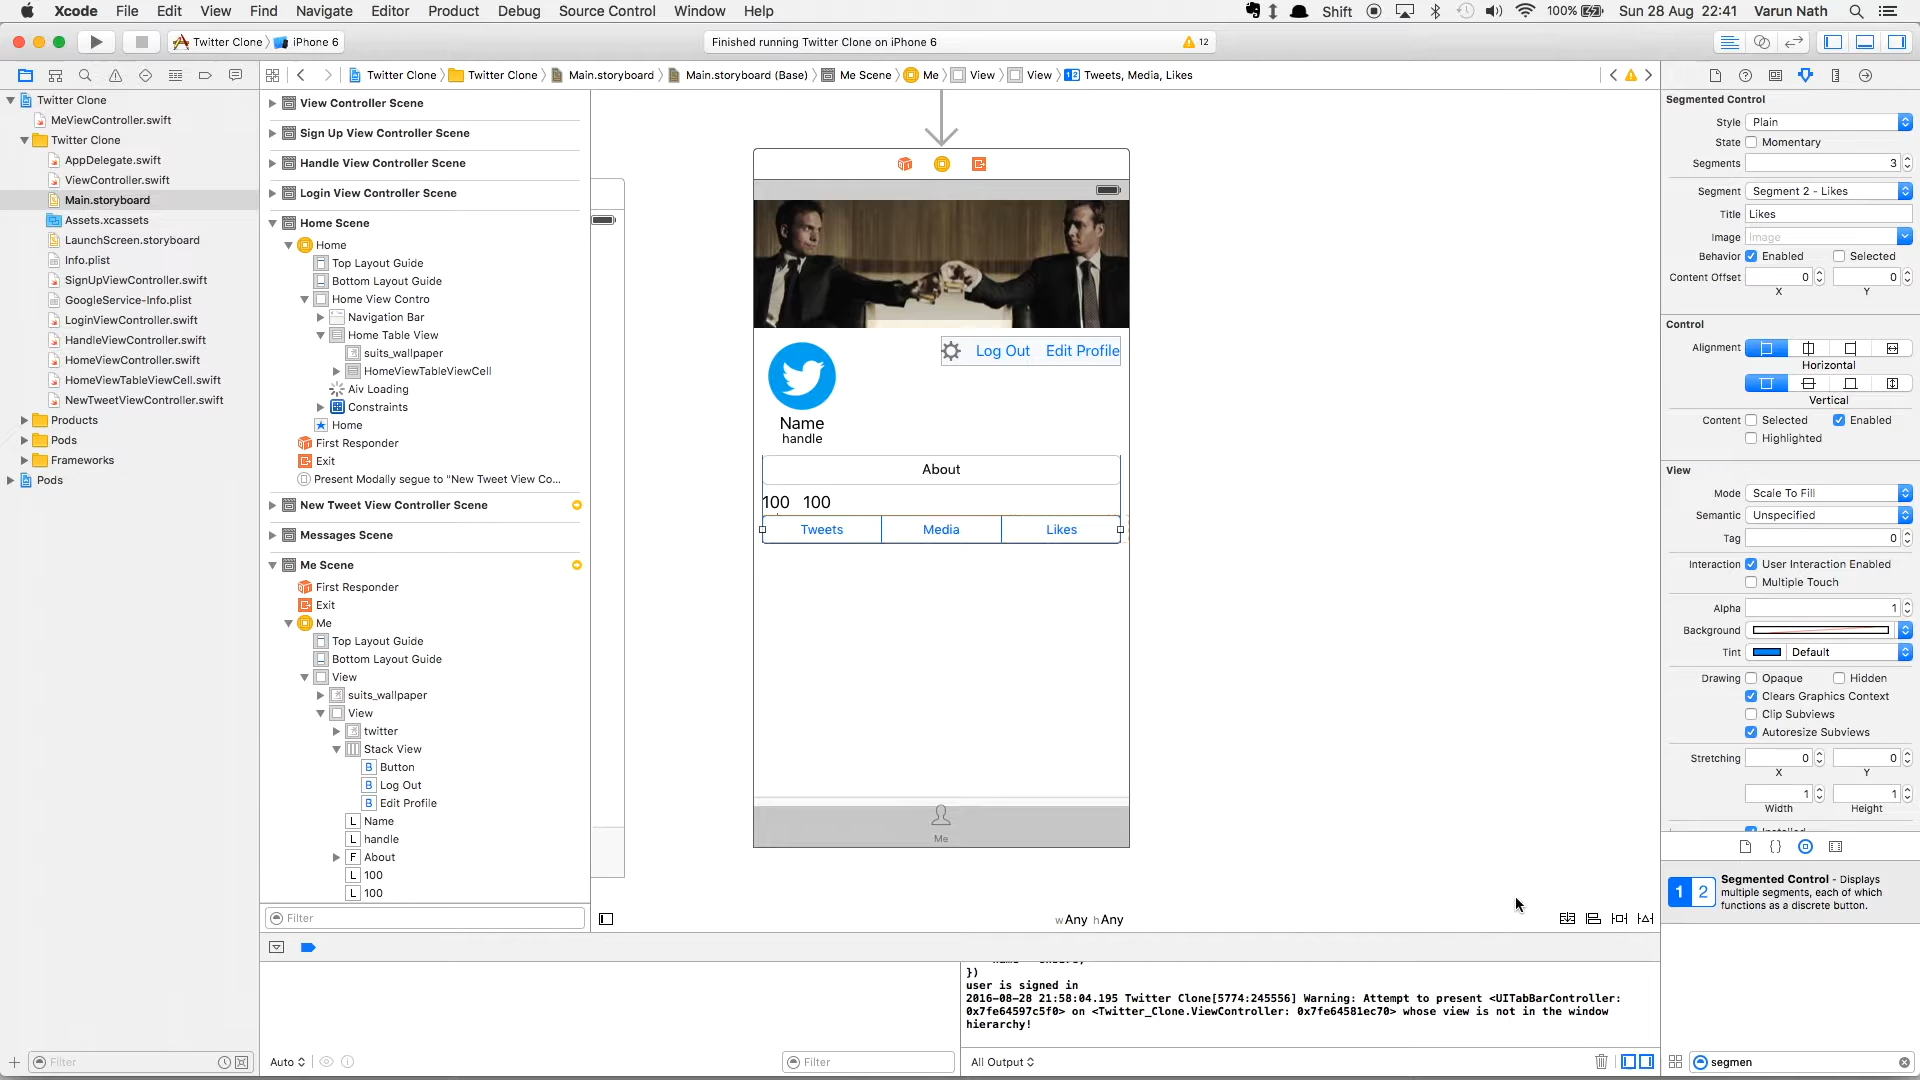 Xcode File Edit View Find Navigate Editor Product Debug Source Control Window Help
Shift 100% Sun 28 Aug 22:41 Varun Nath
Twitter Clone iPhone 6
Finished running Twitter Clone on iPhone 6
12
Twitter Clone Twitter Clone Main.storyboard Main.storyboard (Base) Me Scene Me View View Tweets, Media, Likes
Twitter Clone
MeViewController.swift
Twitter Clone
AppDelegate.swift
ViewController.swift
Main.storyboard
Assets.xcassets
LaunchScreen.storyboard
Info.plist
SignUpViewController.swift
GoogleService-Info.plist
LoginViewController.swift
HandleViewController.swift
HomeViewController.swift
HomeViewTableViewCell.swift
NewTweetViewController.swift
Products
Pods
Frameworks
Pods
Filter
View Controller Scene
Sign Up View Controller Scene
Handle View Controller Scene
Login View Controller Scene
Home Scene
Home
Top Layout Guide
Bottom Layout Guide
Home View Contro
Navigation Bar
Home Table View
suits_wallpaper
HomeViewTableViewCell
Aiv Loading
Constraints
Home
First Responder
Exit
Present Modally segue to "New Tweet View Co...
New Tweet View Controller Scene
Messages Scene
Me Scene
First Responder
Exit
Me
Top Layout Guide
Bottom Layout Guide
View
suits_wallpaper
View
twitter
Stack View
B Button
B Log Out
B Edit Profile
L Name
L handle
F About
L 100
L 100
Filter
Log Out Edit Profile
Name
handle
About
100 100
Tweets Media Likes
Me
wAny hAny
Segmented Control
Style Plain
State Momentary
Segments 3
Segment Segment 2 - Likes
Title Likes
Image Image
Behavior Enabled Selected
Content Offset 0 0
X Y
Control
Alignment
Horizontal
Vertical
Content Selected Enabled
Highlighted
View
Mode Scale To Fill
Semantic Unspecified
Tag 0
Interaction User Interaction Enabled
Multiple Touch
Alpha 1
Background
Tint Default
Drawing Opaque Hidden
Clears Graphics Context
Clip Subviews
Autoresize Subviews
Stretching 0 0
X Y
1 1
Width Height
1 2
Segmented Control - Displays
multiple segments, each of which
functions as a discrete button.
segmen
})
user is signed in
2016-08-28 21:58:04.195 Twitter Clone[5774:245556] Warning: Attempt to present <UITabBarController:
0x7fe64597c5f0> on <Twitter_Clone.ViewController: 0x7fe64581ec70> whose view is not in the window
hierarchy!
Auto
Filter
All Output